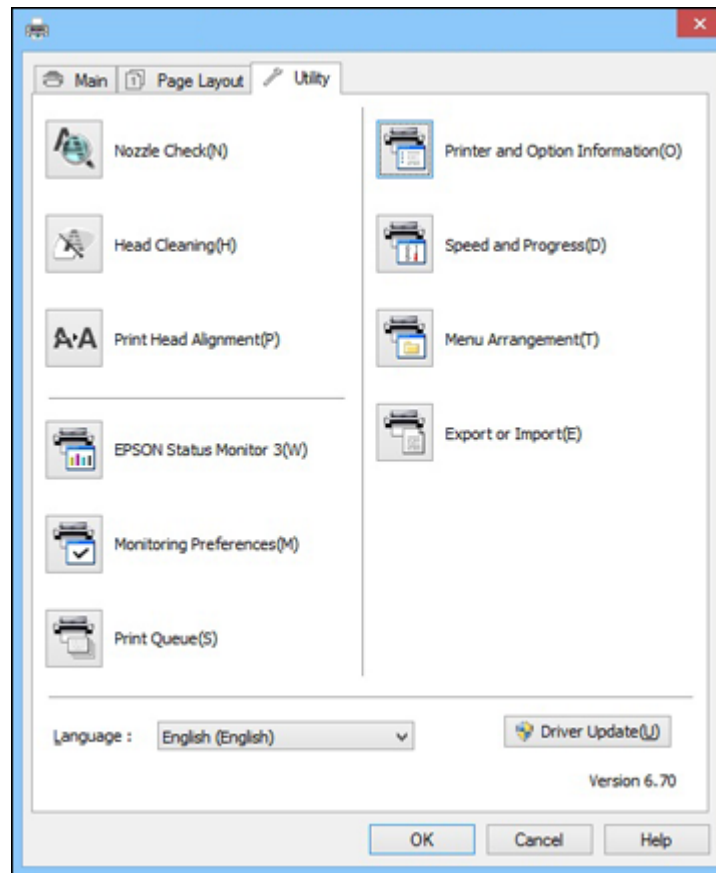 Main
Page Layout
Utility
Nozzle Check(N)
Head Cleaning(H)
Print Head Alignment(P)
EPSON Status Monitor 3(W)
Monitoring Preferences(M)
Print Queue(S)
Printer and Option Information(O)
Speed and Progress(D)
Menu Arrangement(T)
Export or Import(E)
Language :
English (English)
Driver Update(U)
Version 6.70
OK
Cancel
Help